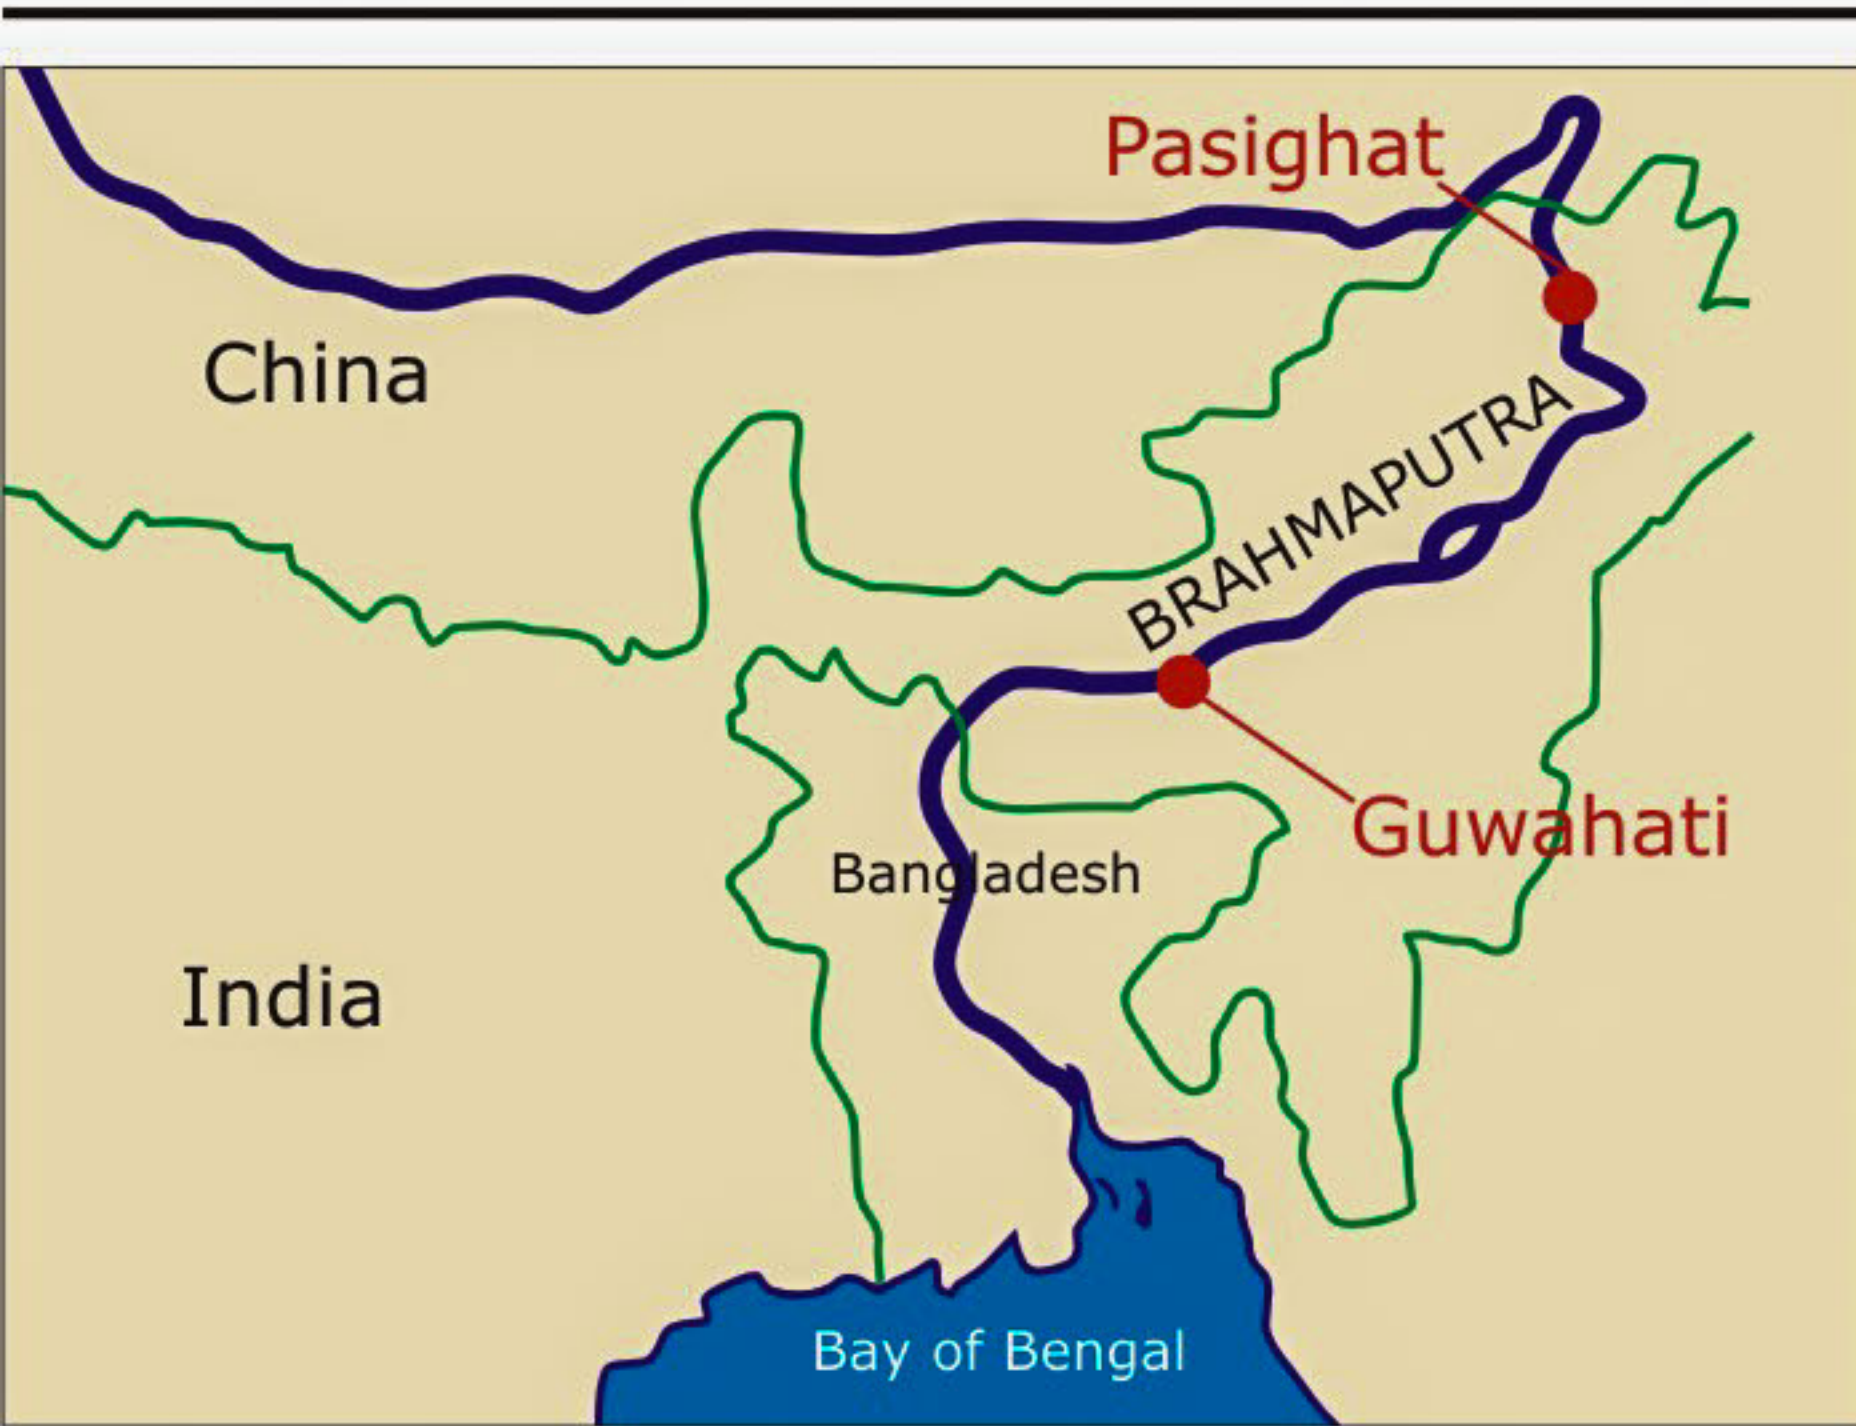 Pasighat
China
BRAHMAPUTRA
Guwahati
Bangladesh
India
Bay of Bengal